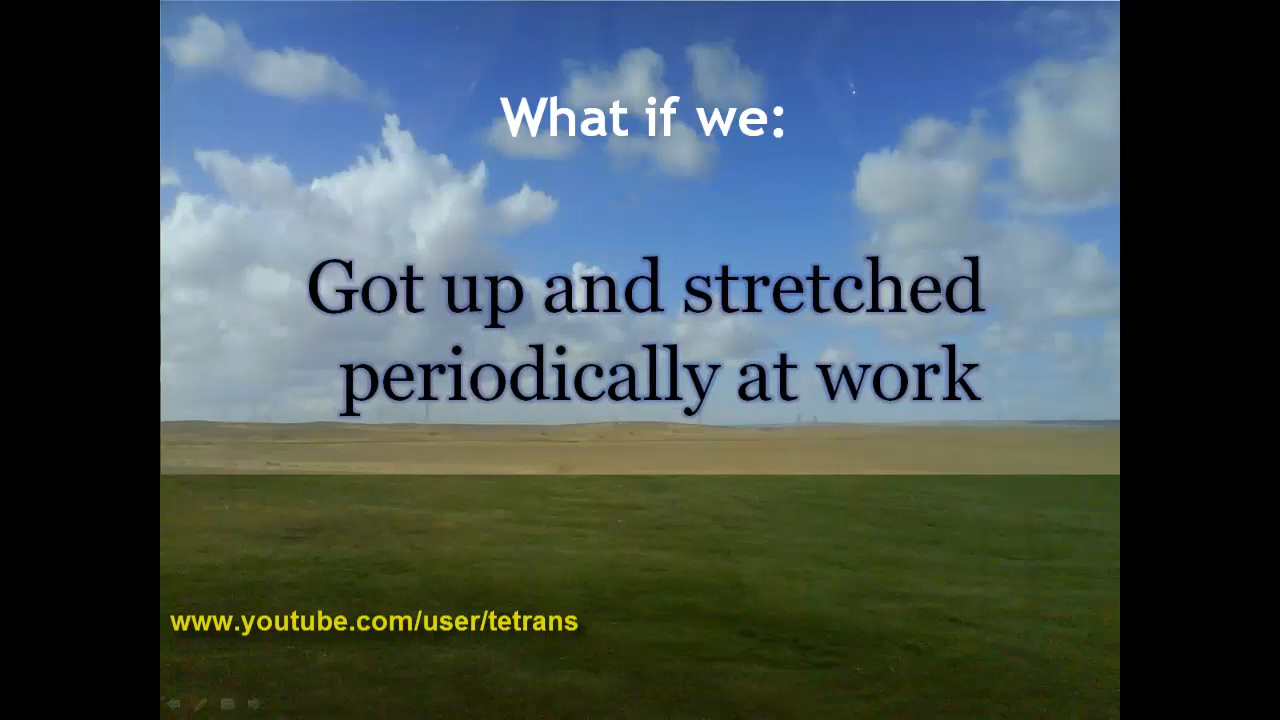 What if we:
Got up and stretched
periodically at work
www.youtube.com/user/tetrans